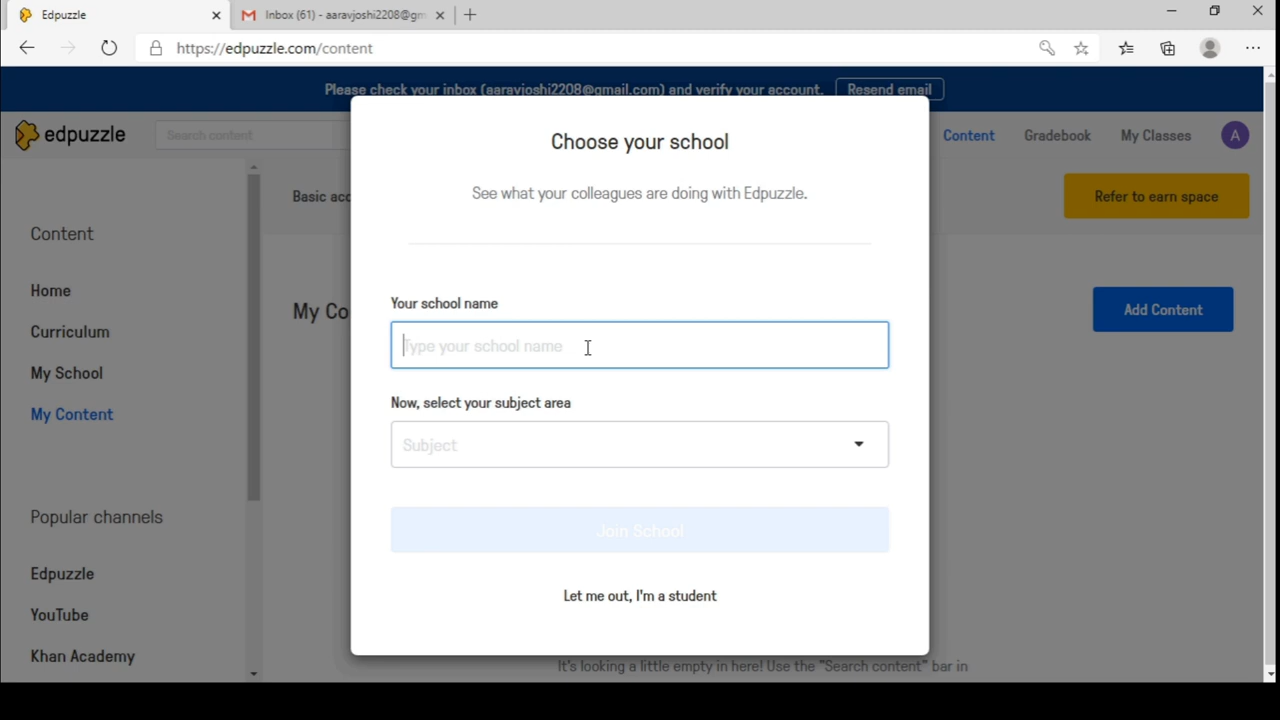 Edpuzzle
Inbox (61) - aaravjoshi2208@gm
https://edpuzzle.com/content
Please check your inbox (aaravjoshi2208@gmail.com) and verify your account.
Resend email
edpuzzle
Search content
Content
Gradebook
My Classes
A
Basic acc
Refer to earn space
Content
Home
Curriculum
My School
My Content
Popular channels
Edpuzzle
YouTube
Khan Academy
My Co
Add Content
Choose your school
See what your colleagues are doing with Edpuzzle.
Your school name
Type your school name
Now, select your subject area
Subject
Join School
Let me out, I'm a student
It's looking a little empty in here! Use the "Search content" bar in